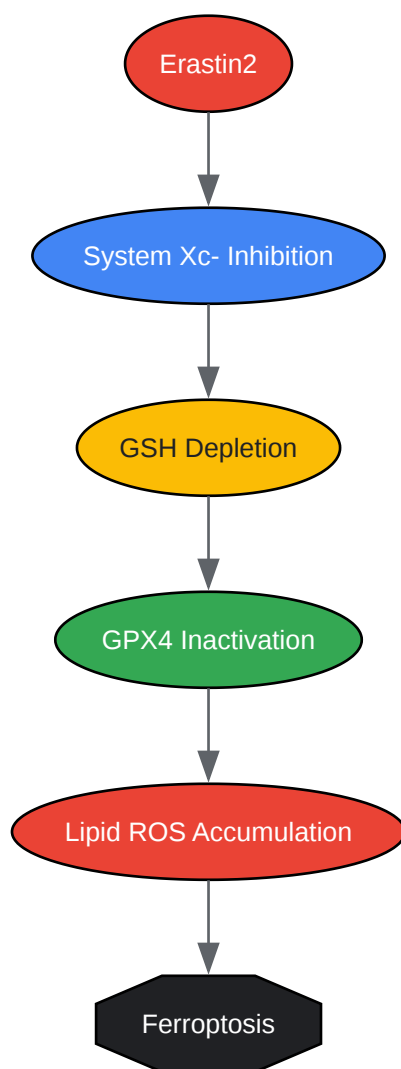 Erastin2
System Xc- Inhibition
GSH Depletion
GPX4 Inactivation
Lipid ROS Accumulation
Ferroptosis